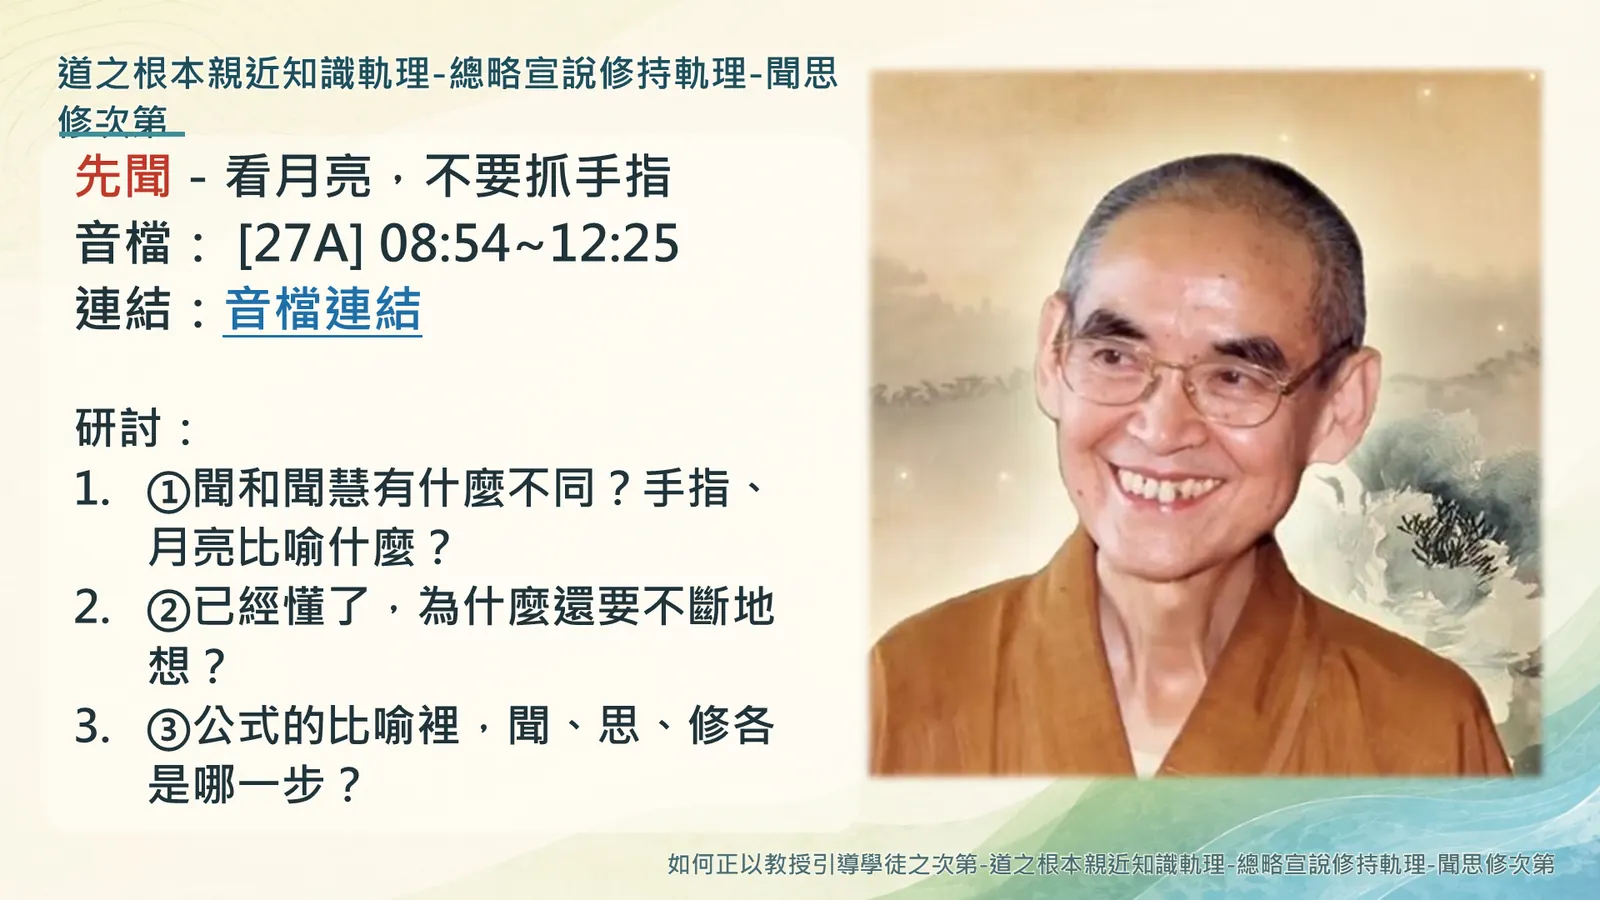 道之根本親近知識軌理-總略宣說修持軌理-聞思
修次第
先聞 - 看月亮，不要抓手指
音檔： [27A] 08:54~12:25
連結：音檔連結
研討：
1. ①聞和聞慧有什麼不同？手指、
月亮比喻什麼？
2. ②已經懂了，為什麼還要不斷地
想？
3. ③公式的比喻裡，聞、思、修各
是哪一步？
如何正以教授引導學徒之次第-道之根本親近知識軌理-總略宣說修持軌理-聞思修次第